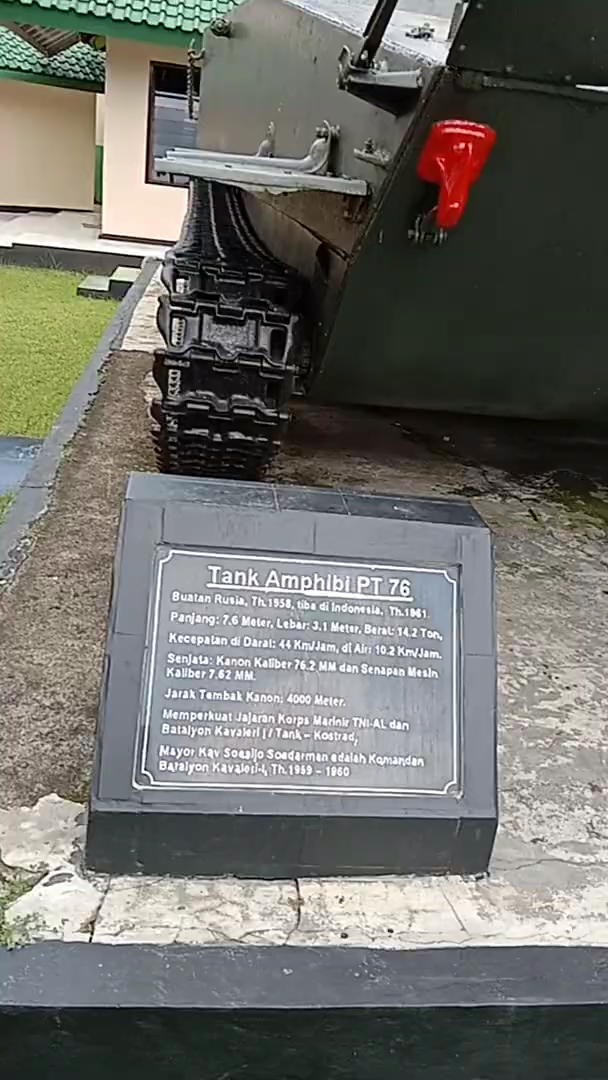 Tank Amphibi PT 76
Buatan Rusia, Th.1958, tiba di Indonesia, Th.1961.
Panjang: 7,6 Meter, Lebar: 3.1 Meter, Berat: 14.2 Ton,
Kecepatan di Darat: 44 Km/Jam, di Air: 10.2 Km/Jam.
Senjata: Kanon Kaliber 76.2 MM dan Senapan Mesin
Kaliber 7.62 MM.
Jarak Tembak Kanon: 4000 Meter.
Memperkuat Jajaran Korps Marinir TNI-AL dan
Batalyon Kavaleri I / Tank – Kostrad,
Mayor Kav Soesijo Soedarman adalah Komandan
Batalyon Kavaleri-I, Th.1959 – 1960